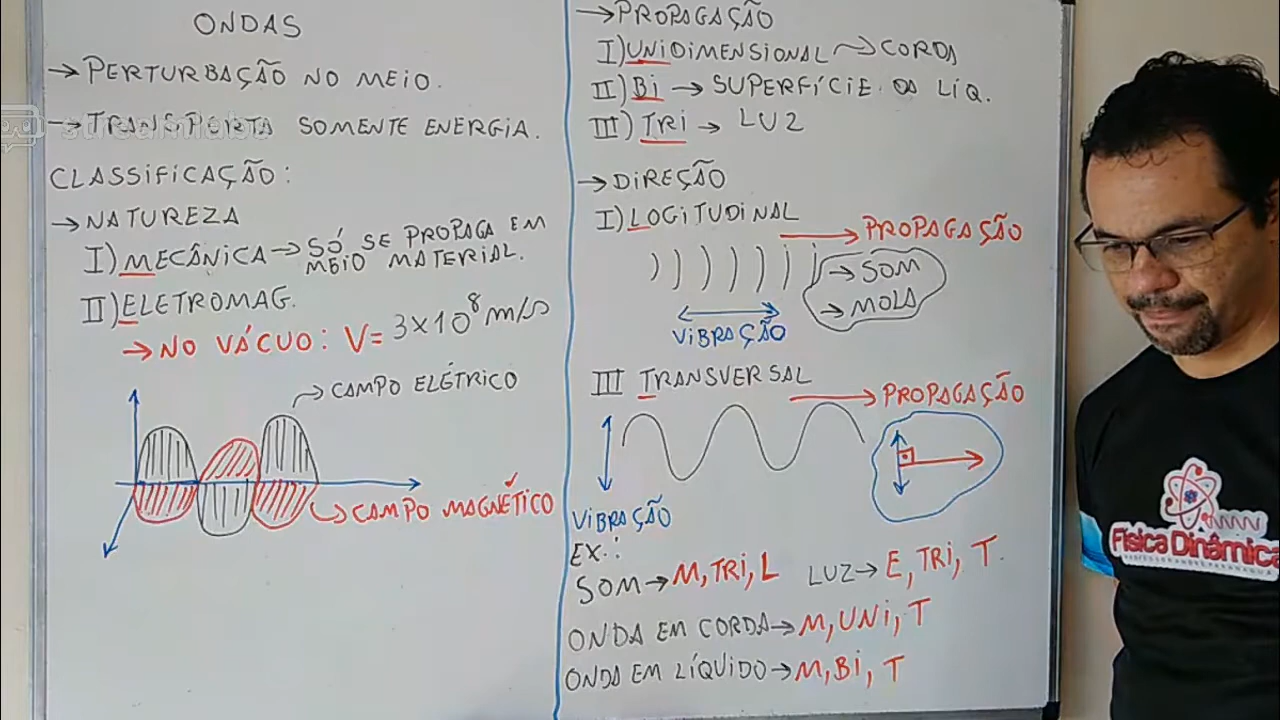 ONDAS
→ PERTURBAÇÃO NO MEIO.
→ TRANSPORTA SOMENTE ENERGIA.
CLASSIFICAÇÃO:
→ NATUREZA
I) MECÂNICA → SÓ SE PROPAGA EM
MEIO MATERIAL.
II) ELETROMAG.
→ NO VÁCUO: V = 3×10⁸ m/s
→ CAMPO ELÉTRICO
→ CAMPO MAGNÉTICO
→ PROPAGAÇÃO
I) UNIDIMENSIONAL → CORDA
II) BI → SUPERFÍCIE DA LÍQ.
III) TRI → LUZ
→ DIREÇÃO
I) LOGITUDINAL
→ PROPAGAÇÃO
→ SOM
→ MOLA
VIBRAÇÃO
III TRANSVERSAL
→ PROPAGAÇÃO
VIBRAÇÃO
EX.:
SOM → M, TRI, L LUZ → E, TRI, T.
ONDA EM CORDA → M, UNI, T
ONDA EM LÍQUIDO → M, BI, T
Física Dinâmica